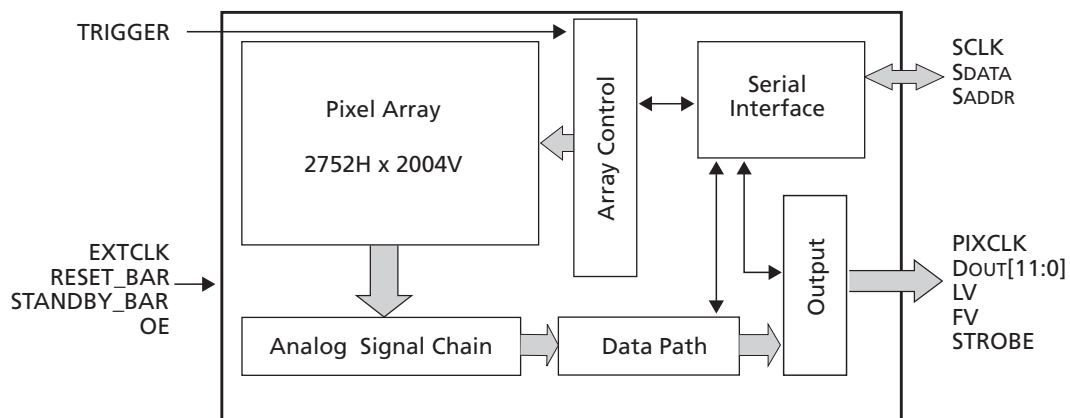 TRIGGER
Pixel Array
2752H x 2004V
Array Control
Serial
Interface
SCLK
SDATA
SADDR
EXTCLK
RESET_BAR
STANDBY_BAR
OE
Analog Signal Chain
Data Path
Output
PIXCLK
DOUT[11:0]
LV
FV
STROBE